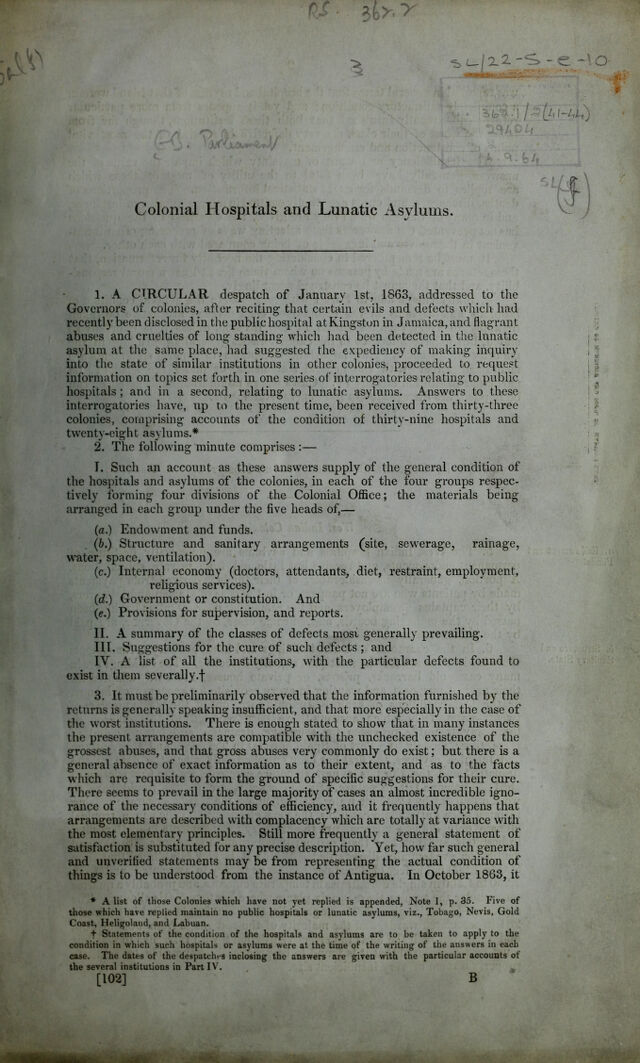 RS. 362.2
3
SL/22-S-e-10
362.1/2(41-44)
29404
GB. Parliament
.9.64
Colonial Hospitals and Lunatic Asylums.
1. A CIRCULAR despatch of January 1st, 1863, addressed to the
Governors of colonies, after reciting that certain evils and defects which had
recently been disclosed in the public hospital at Kingston in Jamaica, and flagrant
abuses and cruelties of long standing which had been detected in the lunatic
asylum at the same place, had suggested the expediency of making inquiry
into the state of similar institutions in other colonies, proceeded to request
information on topics set forth in one series of interrogatories relating to public
hospitals; and in a second, relating to lunatic asylums. Answers to these
interrogatories have, up to the present time, been received from thirty-three
colonies, comprising accounts of the condition of thirty-nine hospitals and
twenty-eight asylums.*
2. The following minute comprises :—
I. Such an account as these answers supply of the general condition of
the hospitals and asylums of the colonies, in each of the four groups respec-
tively forming four divisions of the Colonial Office; the materials being
arranged in each group under the five heads of,—
(a.) Endowment and funds.
(b.) Structure and sanitary arrangements (site, sewerage, rainage,
water, space, ventilation).
(c.) Internal economy (doctors, attendants, diet, restraint, employment,
religious services).
(d.) Government or constitution. And
(e.) Provisions for supervision, and reports.
II. A summary of the classes of defects most generally prevailing.
III. Suggestions for the cure of such defects; and
IV. A list of all the institutions, with the particular defects found to
exist in them severally.†
3. It must be preliminarily observed that the information furnished by the
returns is generally speaking insufficient, and that more especially in the case of
the worst institutions. There is enough stated to show that in many instances
the present arrangements are compatible with the unchecked existence of the
grossest abuses, and that gross abuses very commonly do exist; but there is a
general absence of exact information as to their extent, and as to the facts
which are requisite to form the ground of specific suggestions for their cure.
There seems to prevail in the large majority of cases an almost incredible igno-
rance of the necessary conditions of efficiency, and it frequently happens that
arrangements are described with complacency which are totally at variance with
the most elementary principles. Still more frequently a general statement of
satisfaction is substituted for any precise description. Yet, how far such general
and unverified statements may be from representing the actual condition of
things is to be understood from the instance of Antigua. In October 1863, it
* A list of those Colonies which have not yet replied is appended, Note 1, p. 35. Five of
those which have replied maintain no public hospitals or lunatic asylums, viz., Tobago, Nevis, Gold
Coast, Heligoland, and Labuan.
† Statements of the condition of the hospitals and asylums are to be taken to apply to the
condition in which such hospitals or asylums were at the time of the writing of the answers in each
case. The dates of the despatches inclosing the answers are given with the particular accounts of
the several institutions in Part IV.
[102] B